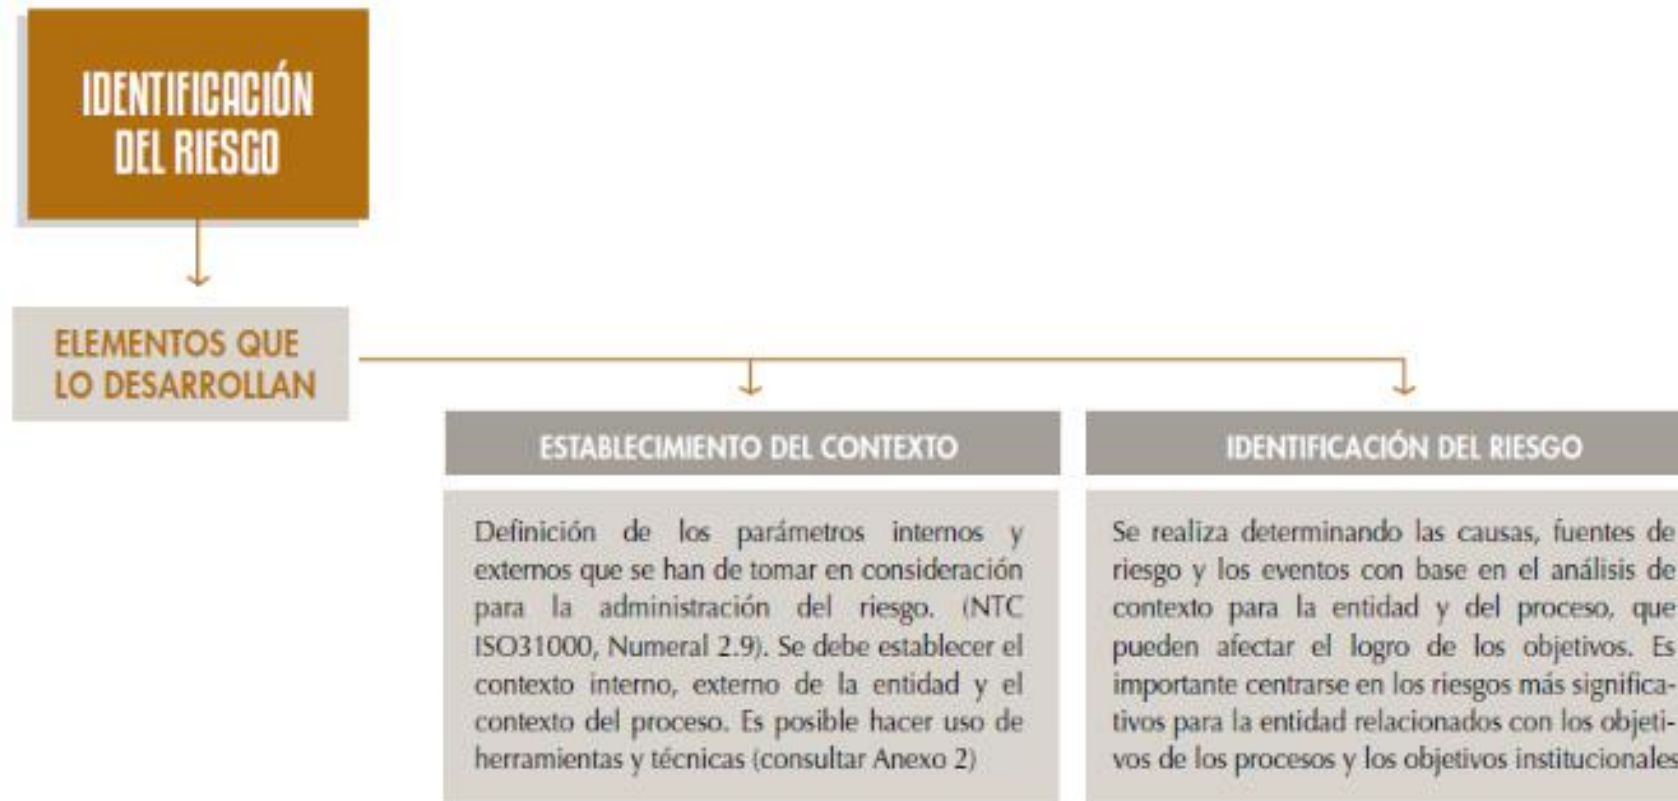 IDENTIFICACIÓN
DEL RIESGO
ELEMENTOS QUE
LO DESARROLLAN
ESTABLECIMIENTO DEL CONTEXTO
Definición de los parámetros internos y
externos que se han de tomar en consideración
para la administración del riesgo. (NTC
ISO31000, Numeral 2.9). Se debe establecer el
contexto interno, externo de la entidad y el
contexto del proceso. Es posible hacer uso de
herramientas y técnicas (consultar Anexo 2)
IDENTIFICACIÓN DEL RIESGO
Se realiza determinando las causas, fuentes de
riesgo y los eventos con base en el análisis de
contexto para la entidad y del proceso, que
pueden afectar el logro de los objetivos. Es
importante centrarse en los riesgos más significa-
tivos para la entidad relacionados con los objeti-
vos de los procesos y los objetivos institucionales